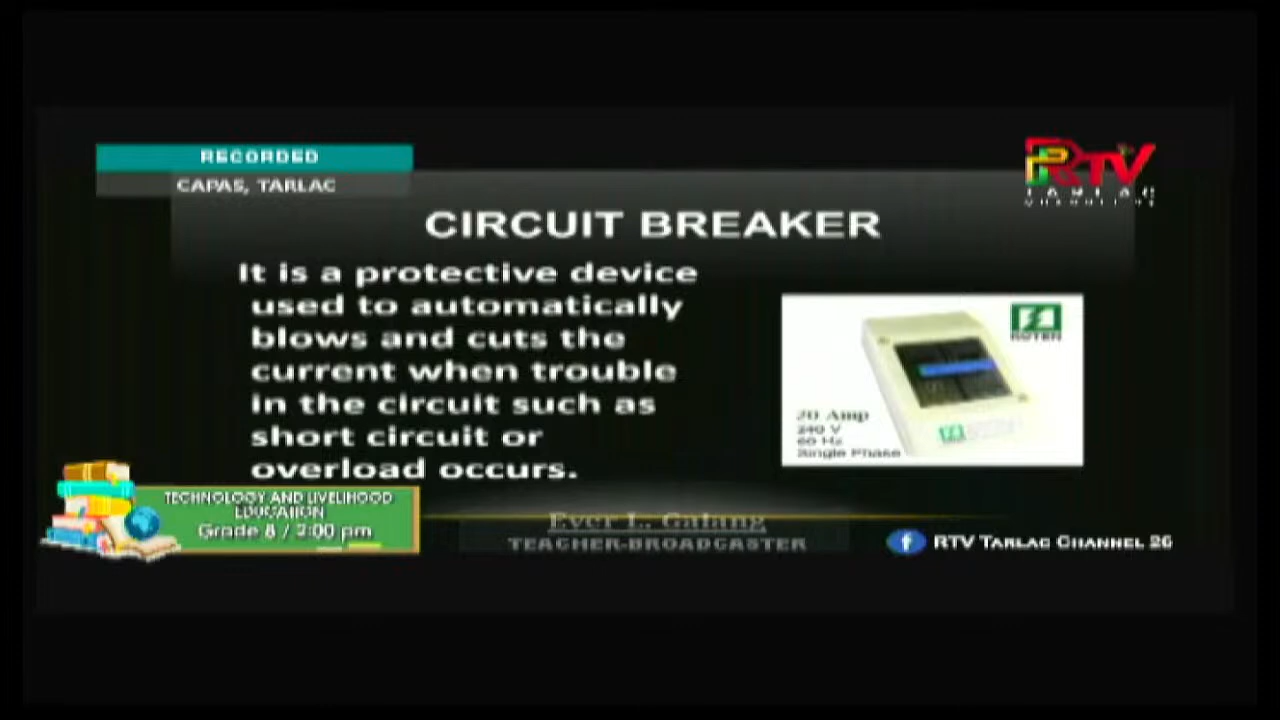 RECORDED
CAPAS, TARLAC
RTV
TARLAC
CIRCUIT BREAKER
It is a protective device
used to automatically
blows and cuts the
current when trouble
in the circuit such as
short circuit or
overload occurs.
20 Amp
240 V
60 Hz
Single Phase
TECHNOLOGY AND LIVELIHOOD
EDUCATION
Grade 8 / 2:00 pm
Ever L. Galang
TEACHER-BROADCASTER
RTV TARLAC CHANNEL 26